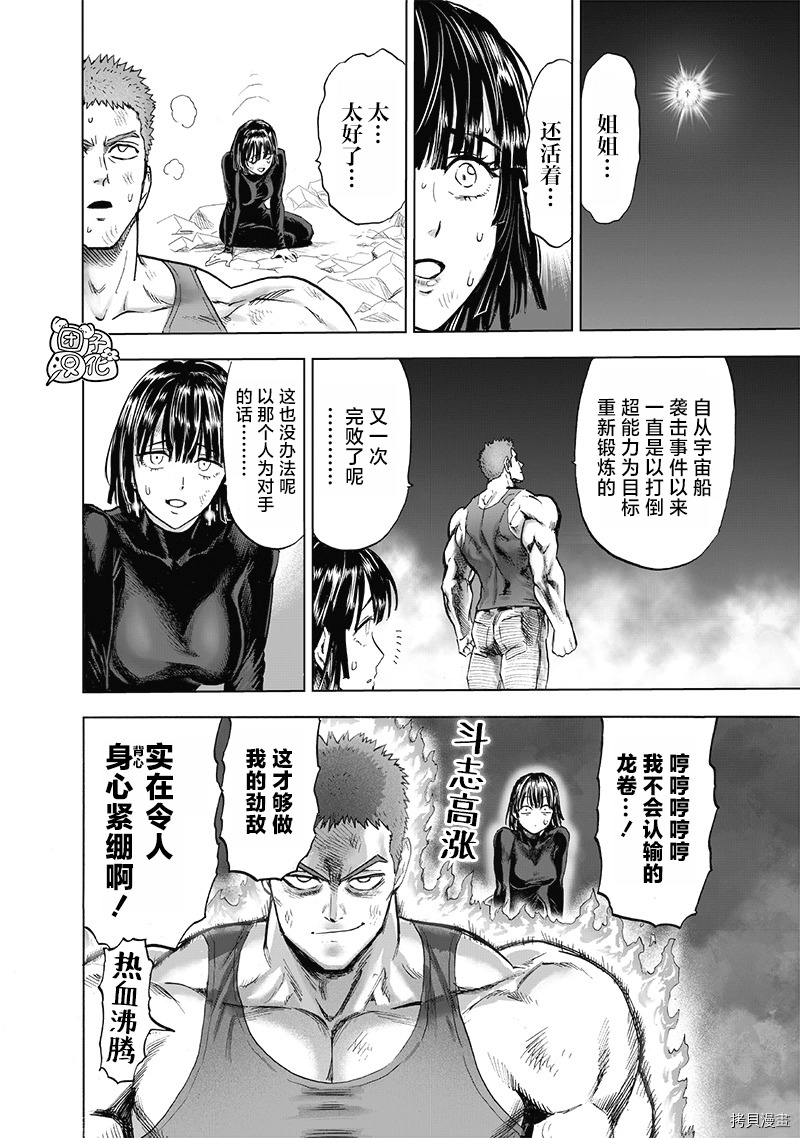 姐姐…
还活着…
太…
太好了…
自从宇宙船
袭击事件以来
一直是以打倒
超能力为目标
重新锻炼的
又一次
完败了呢
…………
这也没办法呢
以那个人为对手
的话………
哼哼哼哼哼
我不会认输的
龙卷…!
斗志高涨
这才够做
我的劲敌
实在令人
身心紧绷啊!
背心
热血沸腾
团子汉化
拷贝漫畫